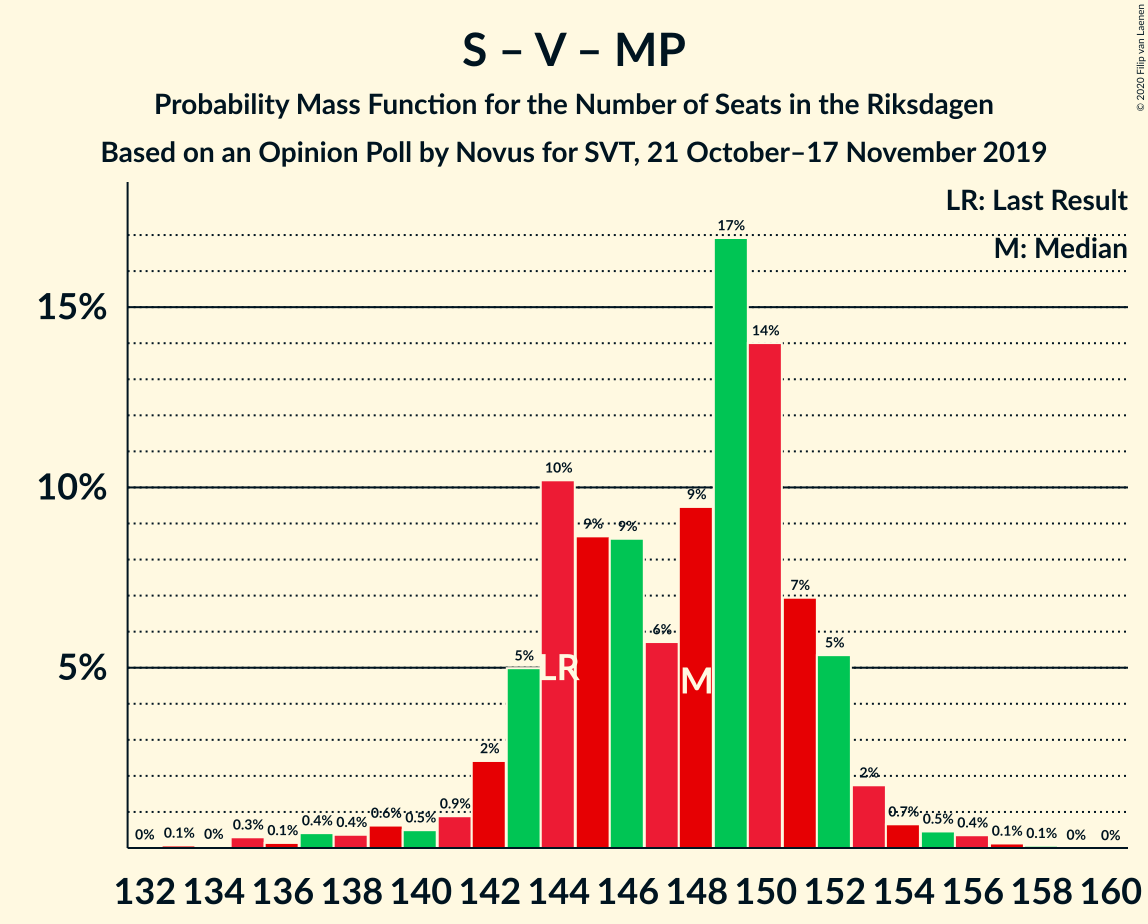 S – V – MP
Probability Mass Function for the Number of Seats in the Riksdagen
Based on an Opinion Poll by Novus for SVT, 21 October–17 November 2019
© 2020 Filip van Laenen
LR: Last Result
M: Median
15%
10%
5%
0% 0.1% 0% 0.3% 0.1% 0.4% 0.4% 0.6% 0.5% 0.9% 2% 5% 10% 9% 9% 6% 9% 17% 14% 7% 5% 2% 0.7% 0.5% 0.4% 0.1% 0.1% 0% 0%
LR M
132 134 136 138 140 142 144 146 148 150 152 154 156 158 160